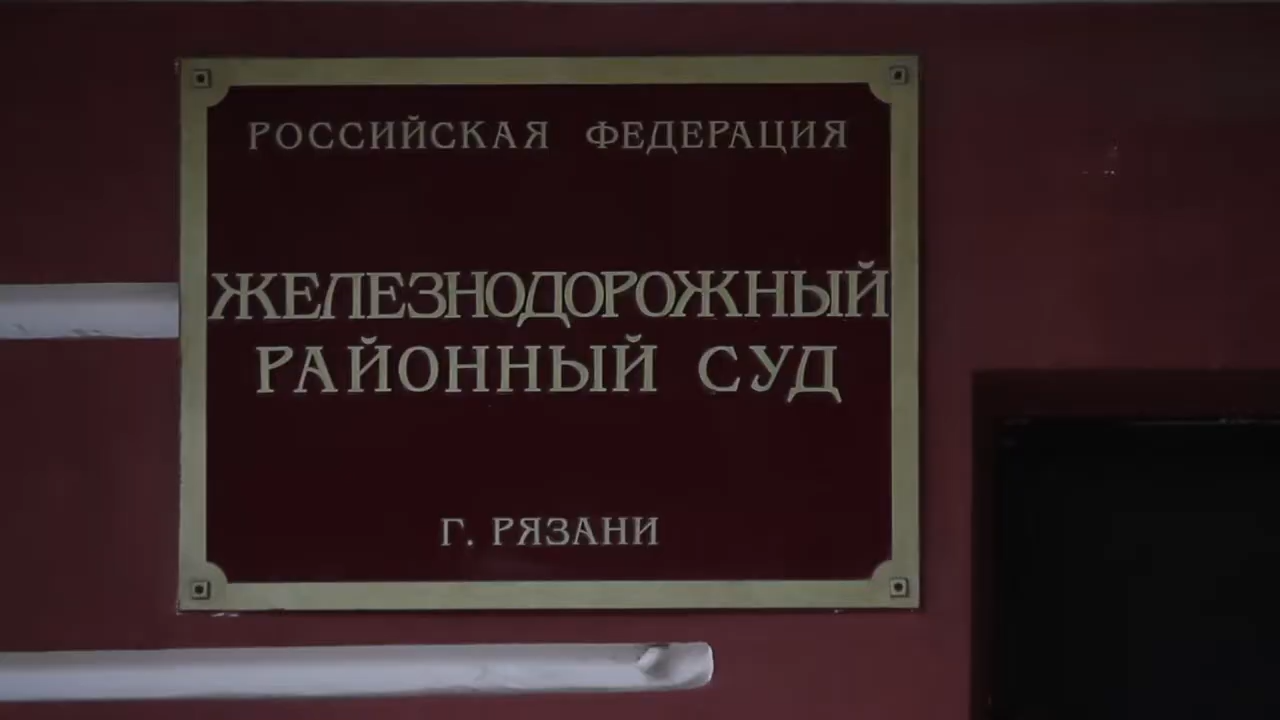 РОССИЙСКАЯ ФЕДЕРАЦИЯ
ЖЕЛЕЗНОДОРОЖНЫЙ
РАЙОННЫЙ СУД
Г. РЯЗАНИ